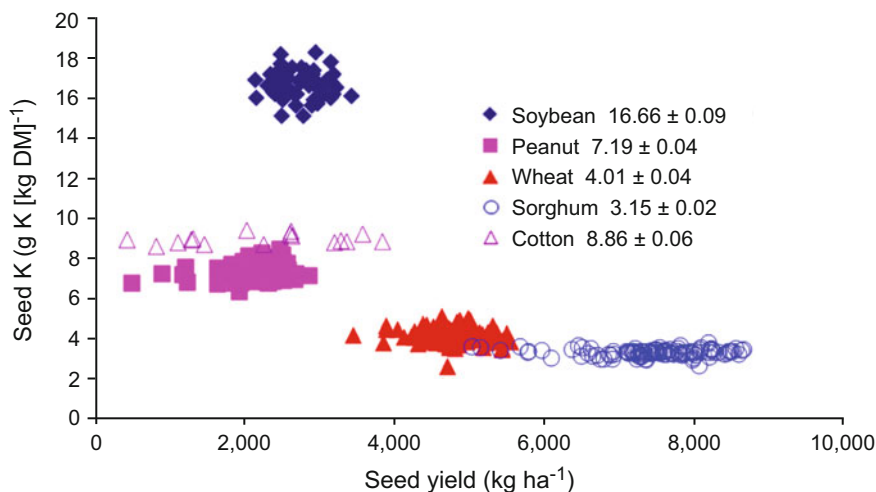 20
18
16
14
12
10
8
6
4
2
0
Seed K (g K [kg DM]⁻¹)
Soybean 16.66 ± 0.09
Peanut 7.19 ± 0.04
Wheat 4.01 ± 0.04
Sorghum 3.15 ± 0.02
Cotton 8.86 ± 0.06
0 2,000 4,000 6,000 8,000 10,000
Seed yield (kg ha⁻¹)